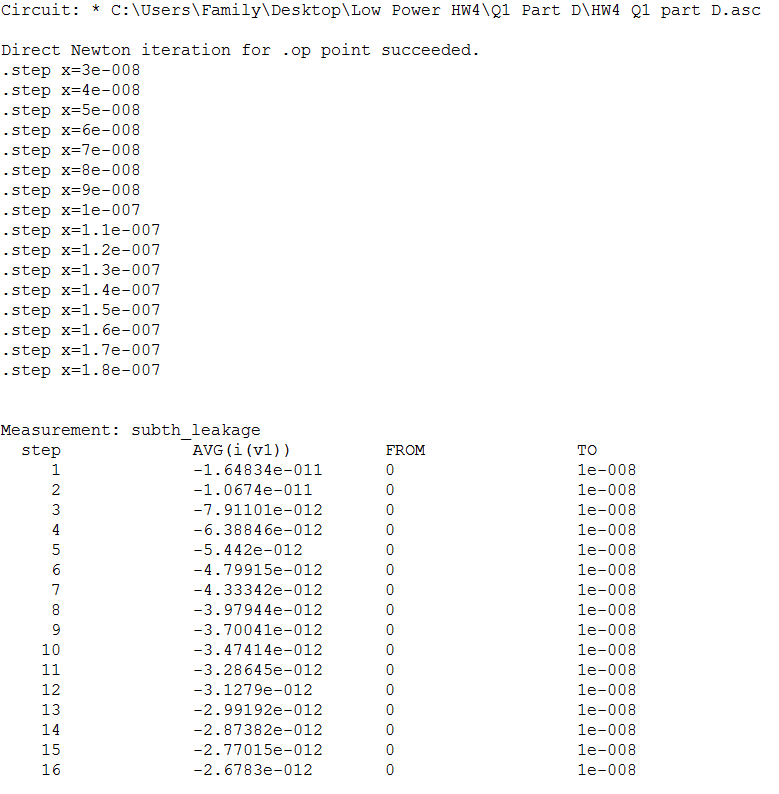 Circuit: * C:\Users\Family\Desktop\Low Power HW4\Q1 Part D\HW4 Q1 part D.asc
Direct Newton iteration for .op point succeeded.
.step x=3e-008
.step x=4e-008
.step x=5e-008
.step x=6e-008
.step x=7e-008
.step x=8e-008
.step x=9e-008
.step x=1e-007
.step x=1.1e-007
.step x=1.2e-007
.step x=1.3e-007
.step x=1.4e-007
.step x=1.5e-007
.step x=1.6e-007
.step x=1.7e-007
.step x=1.8e-007
Measurement: subth_leakage
step AVG(i(v1)) FROM TO
1 -1.64834e-011 0 1e-008
2 -1.0674e-011 0 1e-008
3 -7.91101e-012 0 1e-008
4 -6.38846e-012 0 1e-008
5 -5.442e-012 0 1e-008
6 -4.79915e-012 0 1e-008
7 -4.33342e-012 0 1e-008
8 -3.97944e-012 0 1e-008
9 -3.70041e-012 0 1e-008
10 -3.47414e-012 0 1e-008
11 -3.28645e-012 0 1e-008
12 -3.1279e-012 0 1e-008
13 -2.99192e-012 0 1e-008
14 -2.87382e-012 0 1e-008
15 -2.77015e-012 0 1e-008
16 -2.6783e-012 0 1e-008